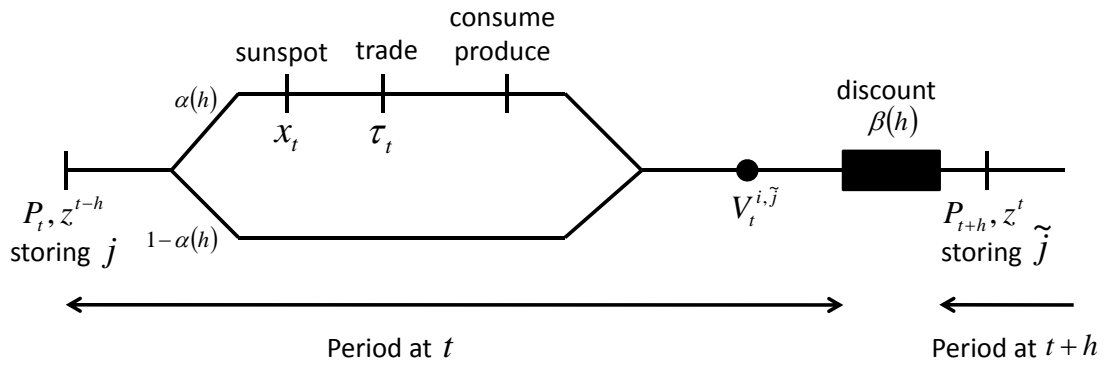 consume
sunspot trade produce
α(h)
x_t τ_t
discount
β(h)
P_t, z^{t-h}
storing j
1−α(h)
V_t^{i, j̃}
P_{t+h}, z^t
storing j̃
Period at t
Period at t+h